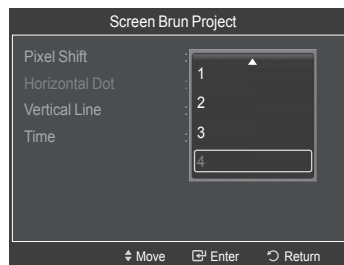 Screen Brun Project
Pixel Shift :
Horizontal Dot :
Vertical Line :
Time :
1
2
3
4
Move Enter Return